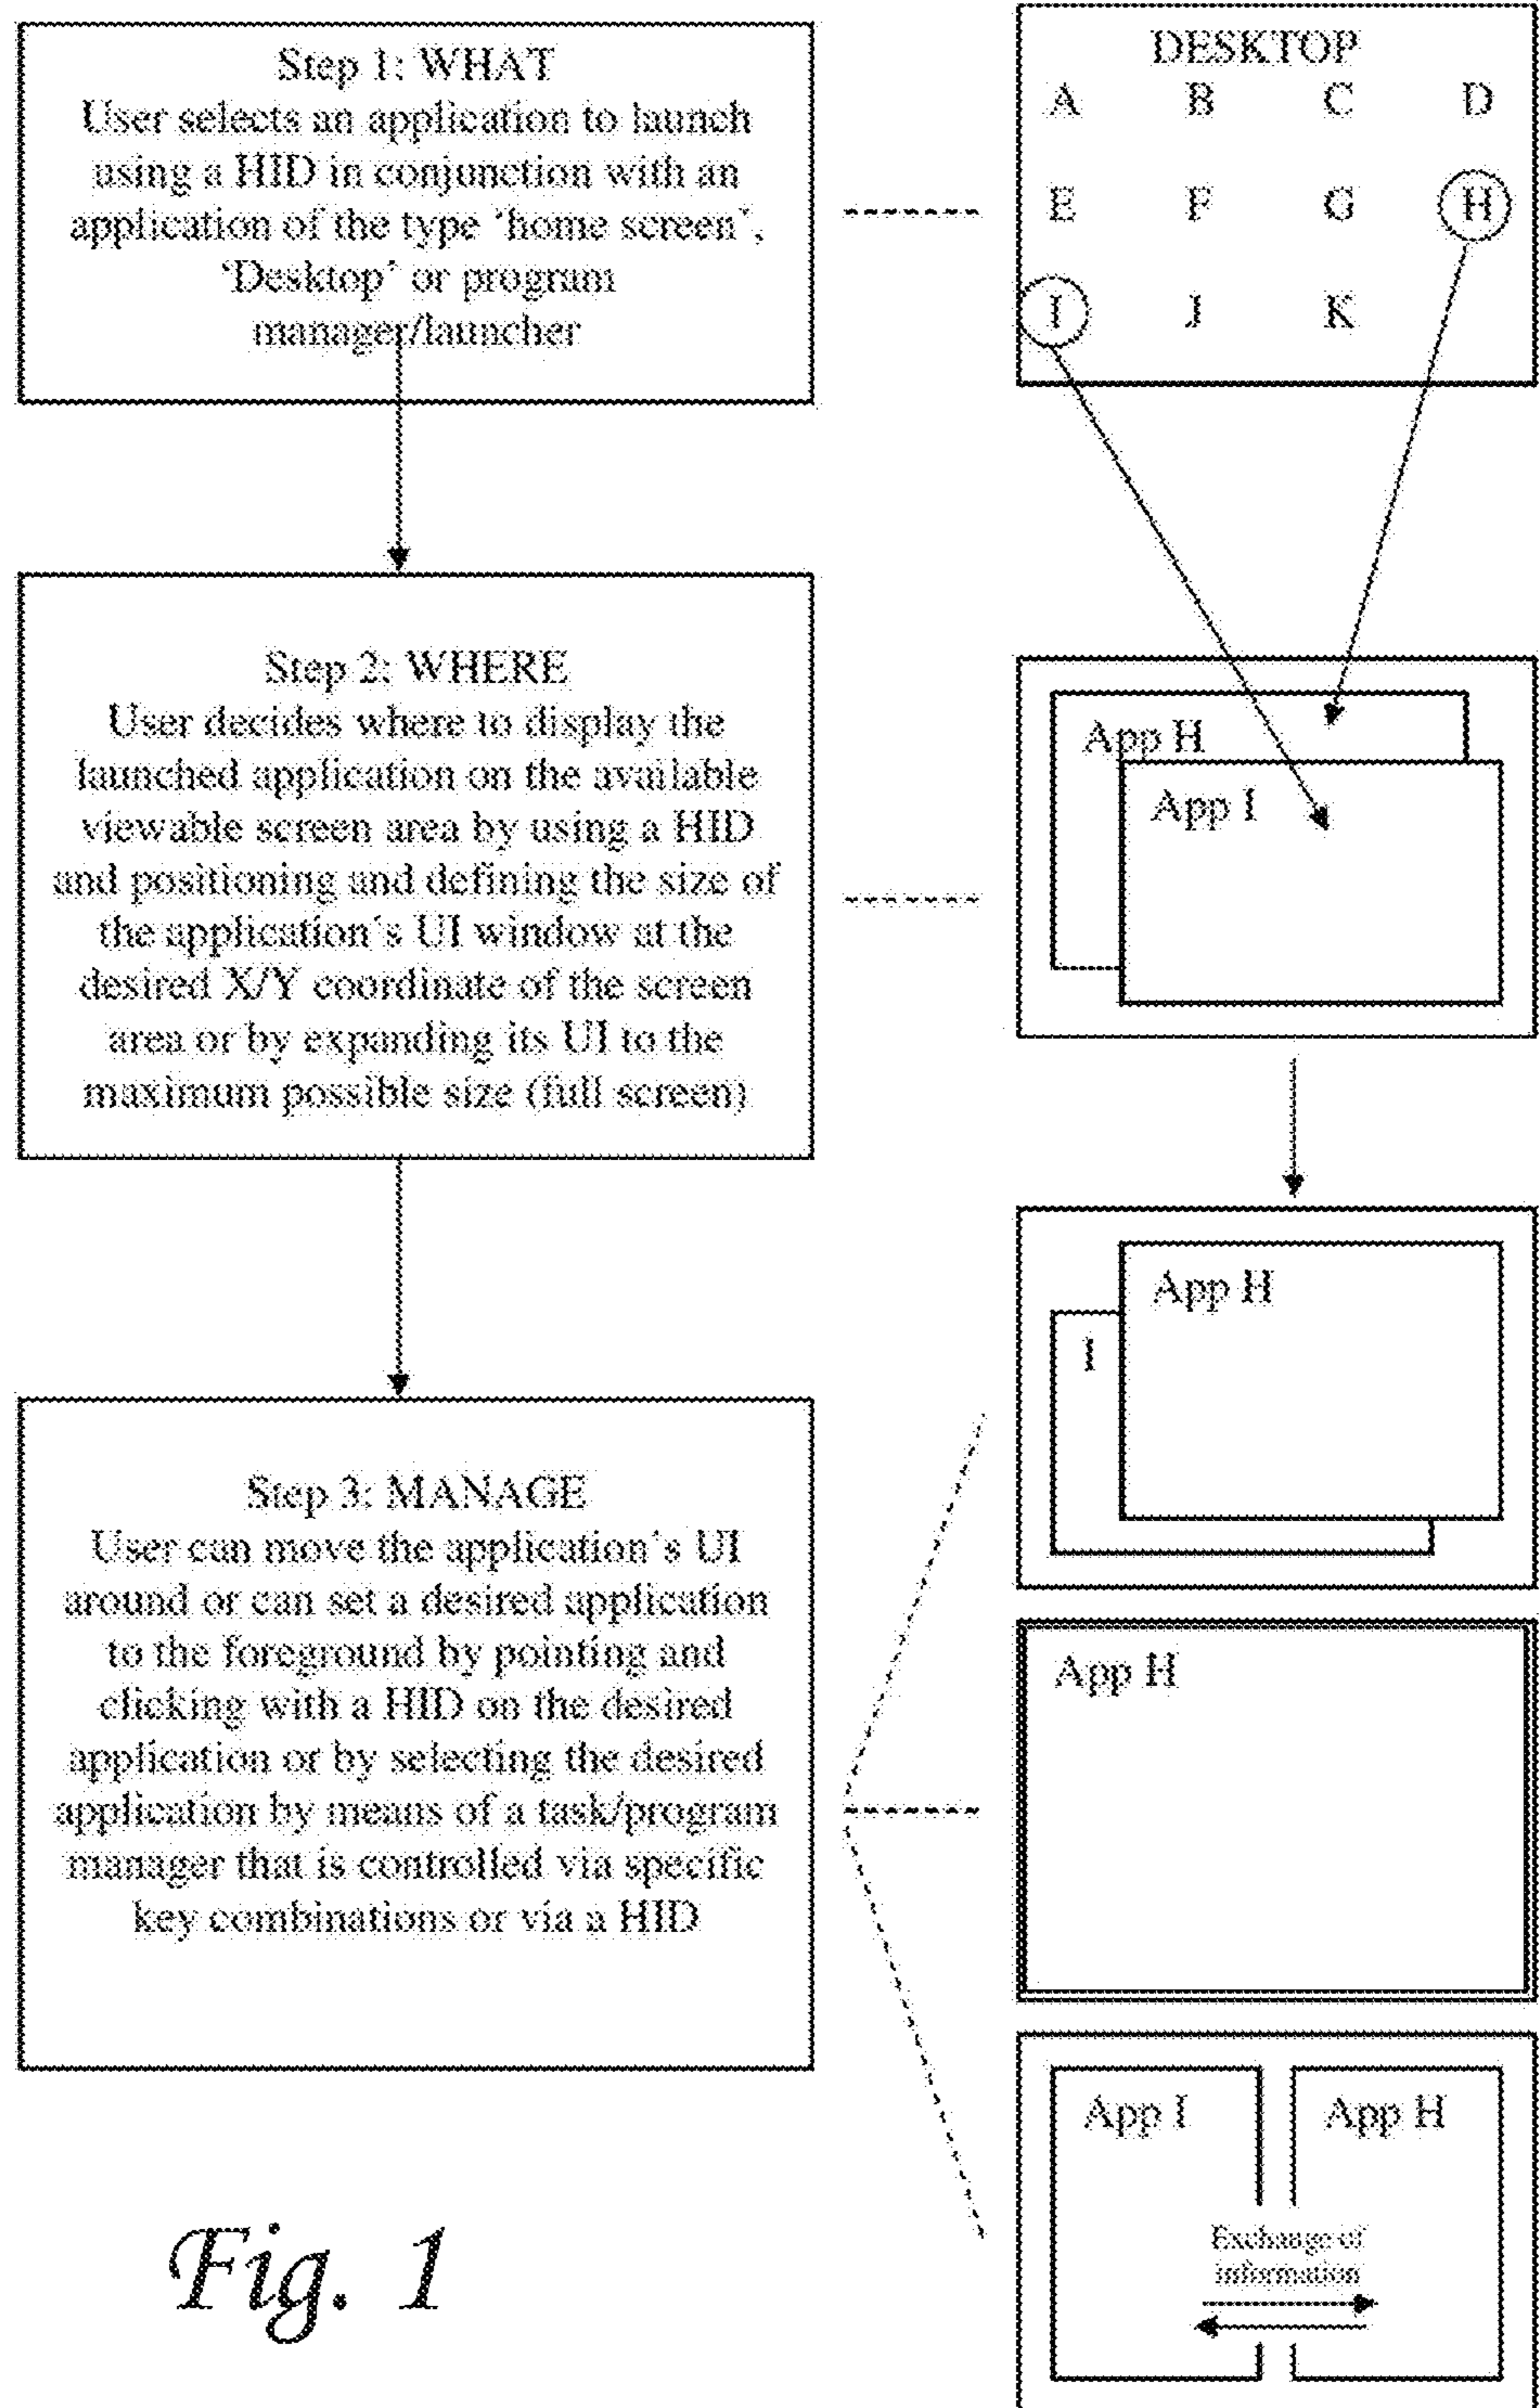 Step 1: WHAT
User selects an application to launch
using a HID in conjunction with an
application of the type ‘home screen’,
‘Desktop’ or program
manager/launcher
DESKTOP
A B C D
E F G H
I J K
Step 2: WHERE
User decides where to display the
launched application on the available
viewable screen area by using a HID
and positioning and defining the size of
the application's UI window at the
desired X/Y coordinate of the screen
area or by expanding its UI to the
maximum possible size (full screen)
App H
App I
App H
I
Step 3: MANAGE
User can move the application's UI
around or can set a desired application
to the foreground by pointing and
clicking with a HID on the desired
application or by selecting the desired
application by means of a task/program
manager that is controlled via specific
key combinations or via a HID
App H
App I App H
Exchange of
information
Fig. 1